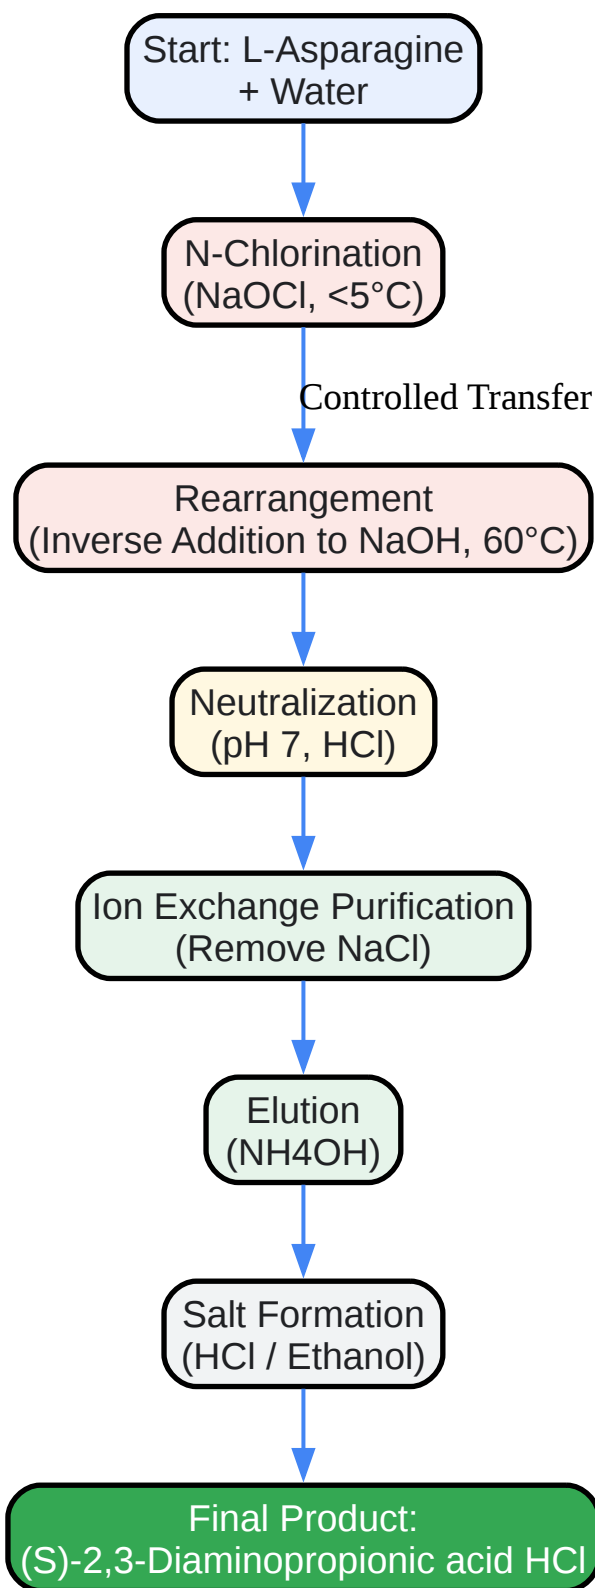 Start: L-Asparagine
+ Water
N-Chlorination
(NaOCl, <5°C)
Controlled Transfer
Rearrangement
(Inverse Addition to NaOH, 60°C)
Neutralization
(pH 7, HCl)
Ion Exchange Purification
(Remove NaCl)
Elution
(NH4OH)
Salt Formation
(HCl / Ethanol)
Final Product:
(S)-2,3-Diaminopropionic acid HCl